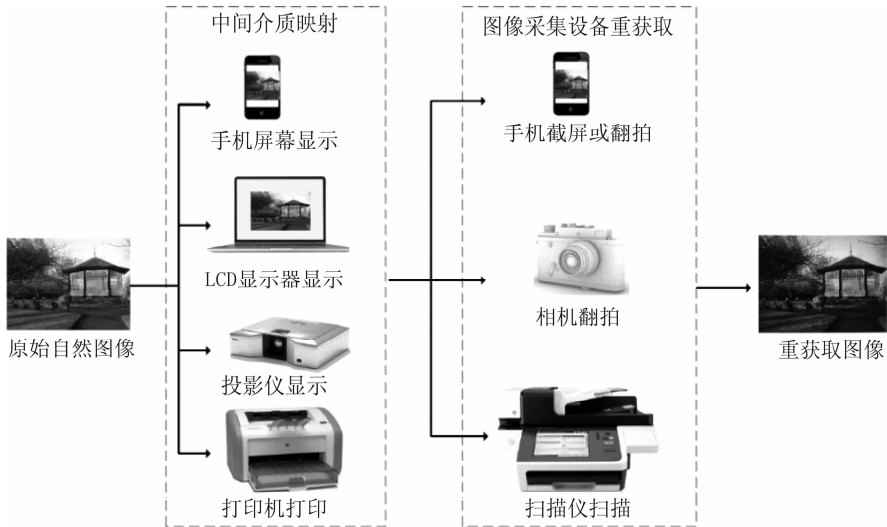 中间介质映射
手机屏幕显示
LCD显示器显示
投影仪显示
打印机打印
原始自然图像
图像采集设备重获取
手机截屏或翻拍
相机翻拍
扫描仪扫描
重获取图像